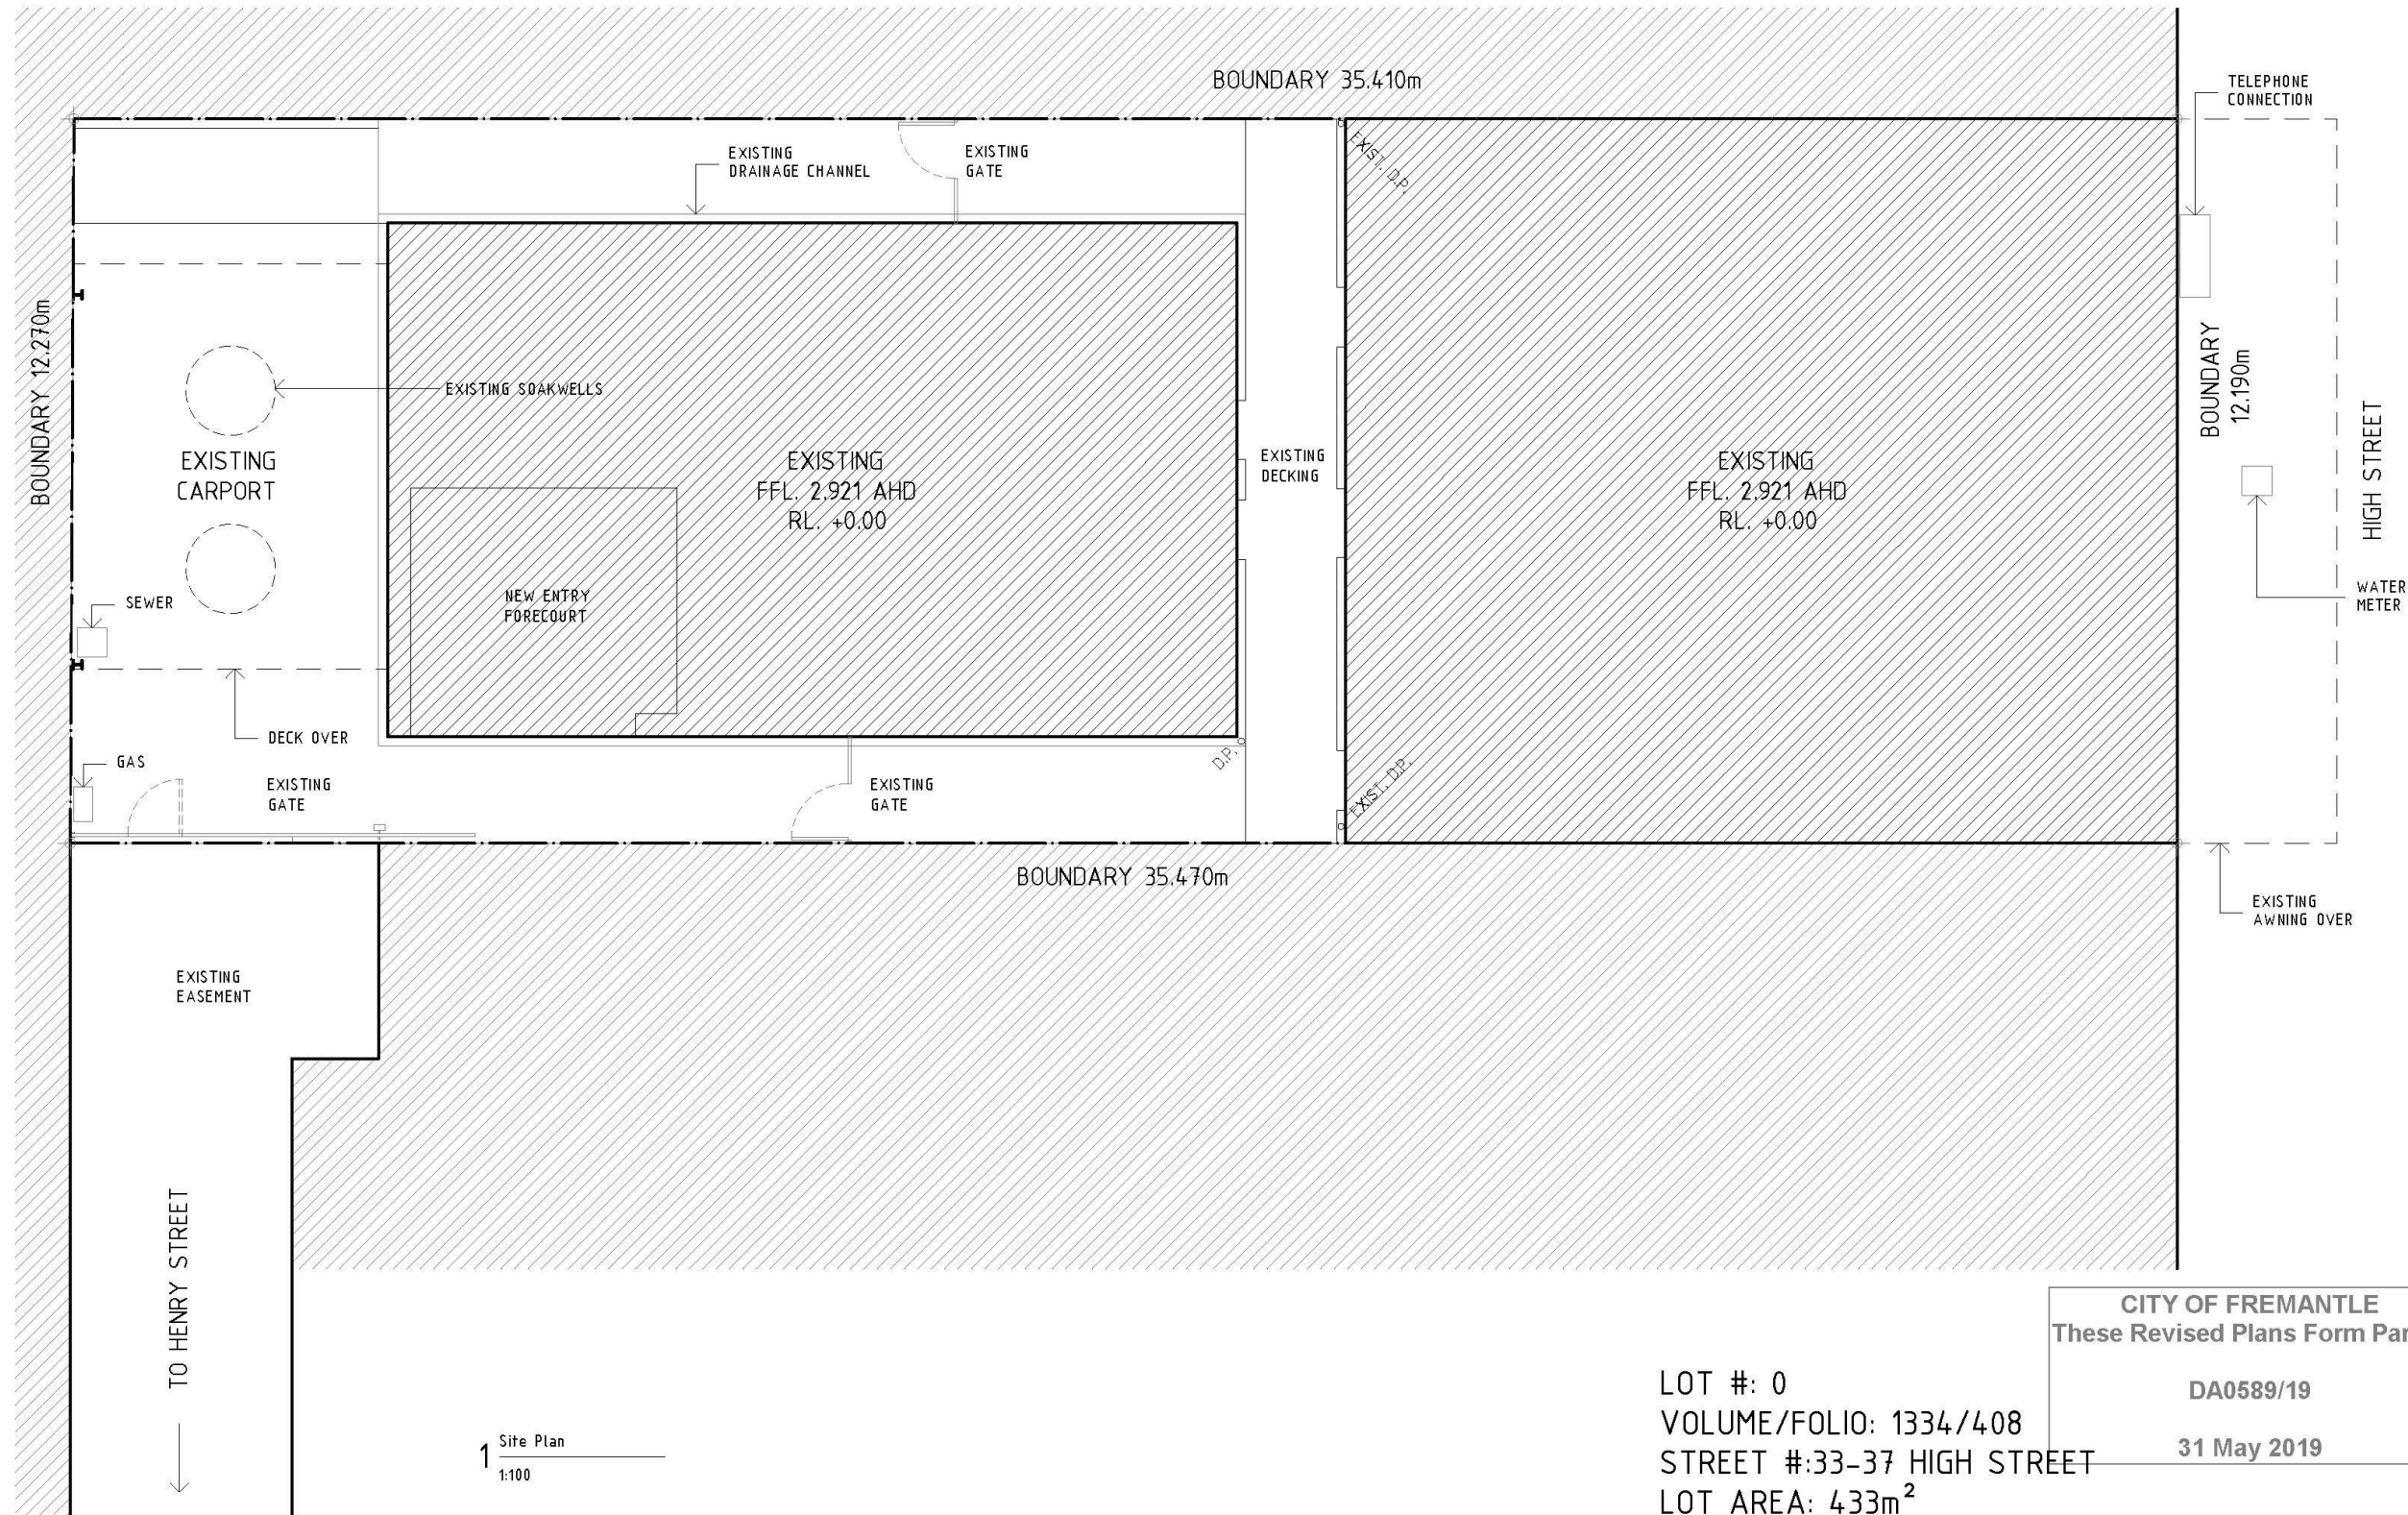 BOUNDARY 35.410m
TELEPHONE
CONNECTION
EXISTING
DRAINAGE CHANNEL
EXISTING
GATE
EXIST. D.P.
BOUNDARY 12.270m
EXISTING SOAKWELLS
EXISTING
CARPORT
EXISTING
FFL. 2.921 AHD
RL. +0.00
EXISTING
DECKING
EXISTING
FFL. 2.921 AHD
RL. +0.00
BOUNDARY
12.190m
HIGH STREET
NEW ENTRY
FORECOURT
SEWER
WATER
METER
DECK OVER
GAS
EXISTING
GATE
EXISTING
GATE
D.P.
EXIST. D.P.
BOUNDARY 35.470m
EXISTING
AWNING OVER
EXISTING
EASEMENT
TO HENRY STREET
1 Site Plan
1:100
LOT #: 0
VOLUME/FOLIO: 1334/408
STREET #:33-37 HIGH STREET
LOT AREA: 433m²
CITY OF FREMANTLE
These Revised Plans Form Par
DA0589/19
31 May 2019